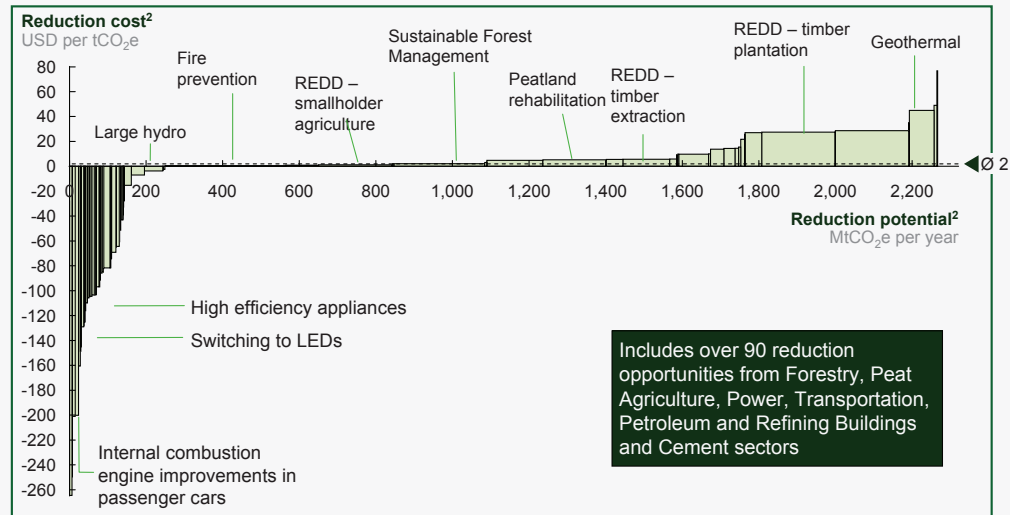 Reduction cost2
USD per tCO2e
80
60
40
20
0
-20
-40
-60
-80
-100
-120
-140
-160
-180
-200
-220
-240
-260
Large hydro
Fire
prevention
REDD –
smallholder
agriculture
Sustainable Forest
Management
Peatland
rehabilitation
REDD –
timber
extraction
REDD – timber
plantation
Geothermal
Ø 2
0 200 400 600 800 1,000 1,200 1,400 1,600 1,800 2,000 2,200
Reduction potential2
MtCO2e per year
High efficiency appliances
Switching to LEDs
Internal combustion
engine improvements in
passenger cars
Includes over 90 reduction
opportunities from Forestry, Peat
Agriculture, Power, Transportation,
Petroleum and Refining Buildings
and Cement sectors